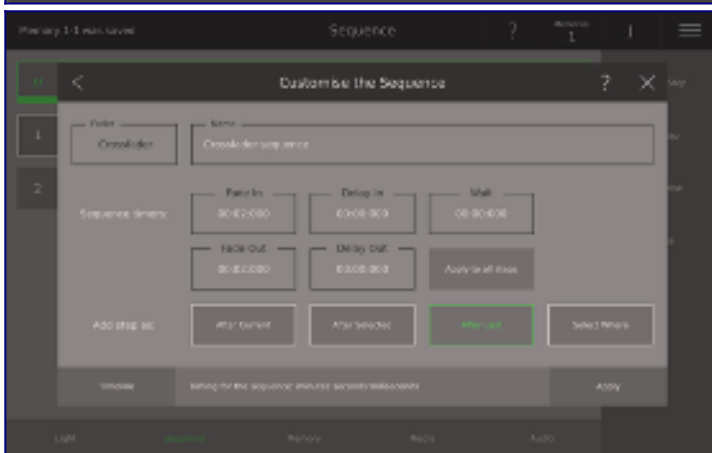 Memory 1-1 was saved
Sequence
?
Memories
1
0
Customise the Sequence
?
1
Fader
Crossfader
Name
Crossfader sequence
2
Sequence timers:
Fade In
00:02:000
Delay In
00:00:000
Wait
00:00:000
Fade Out
00:02:000
Delay Out
00:00:000
Apply to all steps
Add step as:
After Current
After Selected
After Last
Select Where
Timeline
Timing for the sequence: minutes:seconds:milliseconds
Apply
Light
Sequence
Memory
Media
Audio